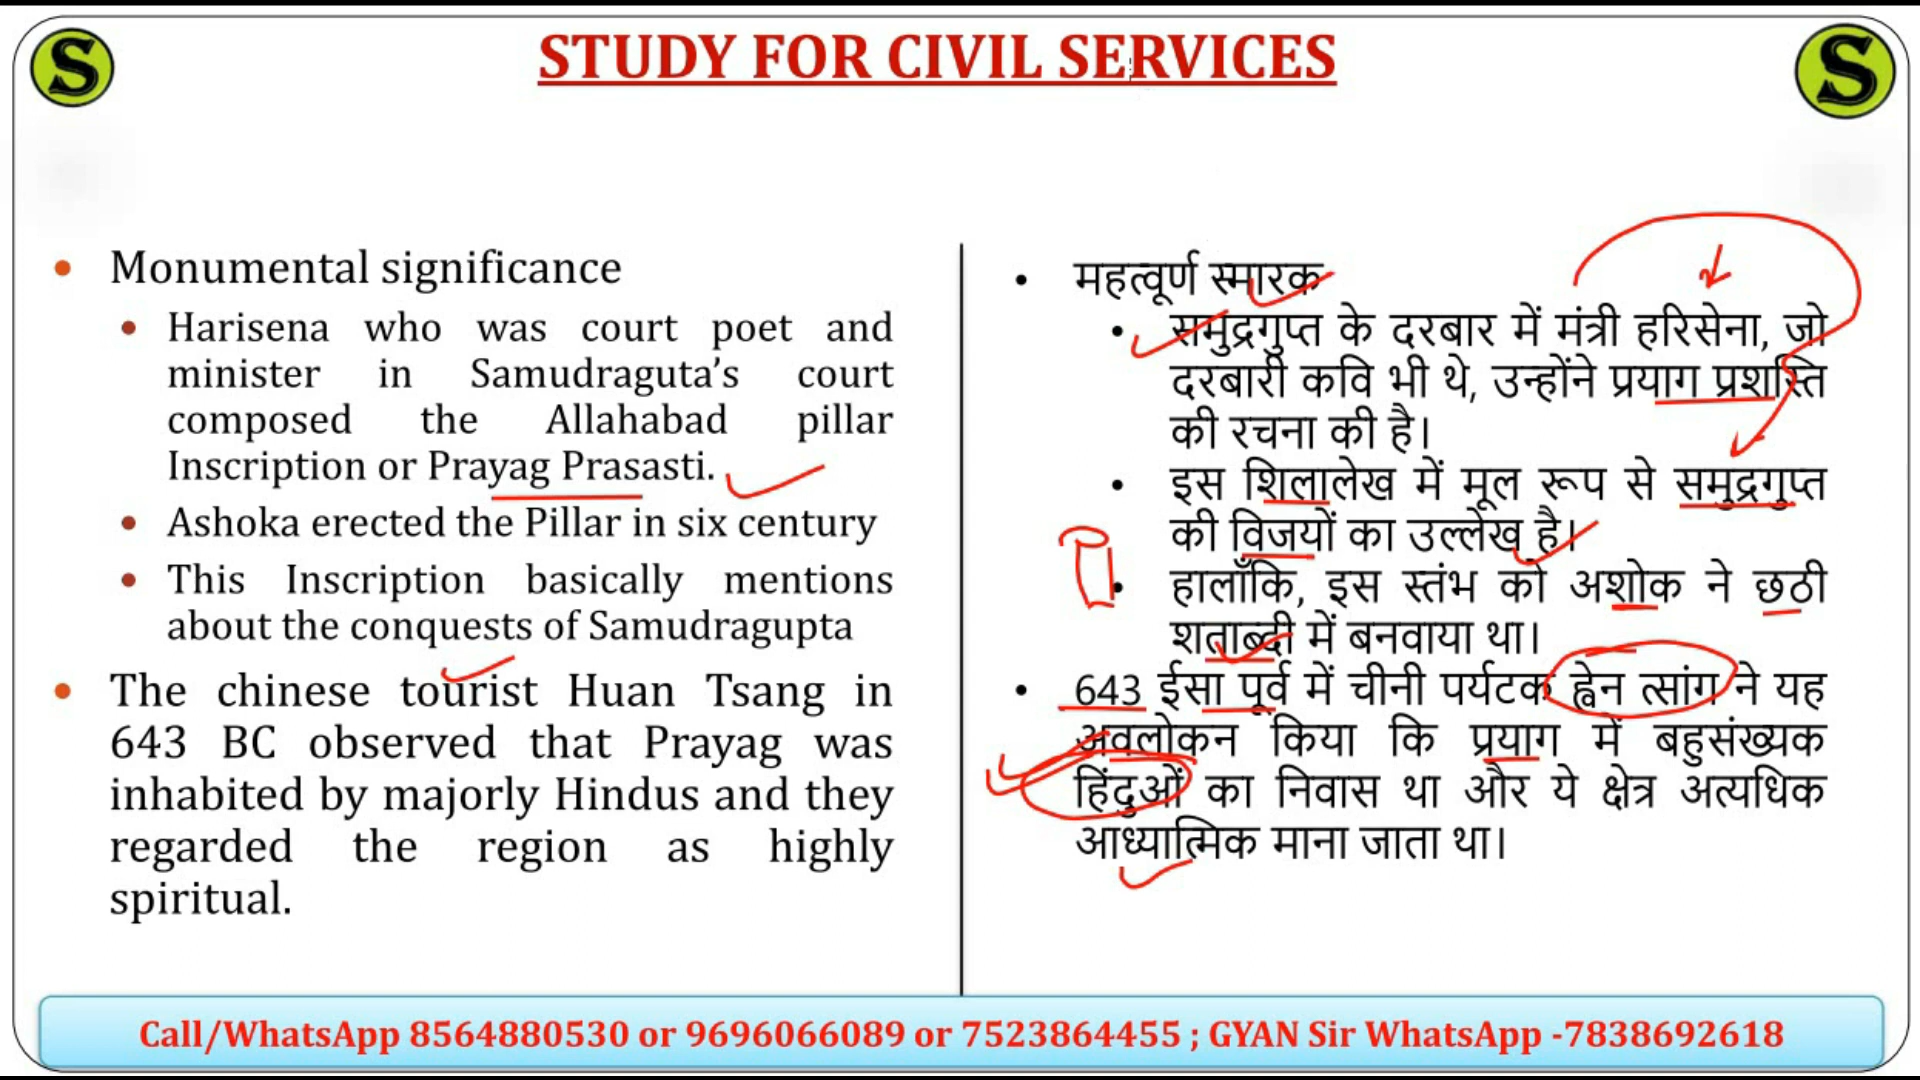 S
STUDY FOR CIVIL SERVICES
S
• Monumental significance
• Harisena who was court poet and
minister in Samudraguta’s court
composed the Allahabad pillar
Inscription or Prayag Prasasti.
• Ashoka erected the Pillar in six century
• This Inscription basically mentions
about the conquests of Samudragupta
• The chinese tourist Huan Tsang in
643 BC observed that Prayag was
inhabited by majorly Hindus and they
regarded the region as highly
spiritual.
• महत्वूर्ण स्मारक
• समुद्रगुप्त के दरबार में मंत्री हरिसेना, जो
दरबारी कवि भी थे, उन्होंने प्रयाग प्रशस्ति
की रचना की है।
• इस शिलालेख में मूल रूप से समुद्रगुप्त
की विजयों का उल्लेख है।
• हालाँकि, इस स्तंभ को अशोक ने छठी
शताब्दी में बनवाया था।
• 643 ईसा पूर्व में चीनी पर्यटक ह्वेन त्सांग ने यह
अवलोकन किया कि प्रयाग में बहुसंख्यक
हिंदुओं का निवास था और ये क्षेत्र अत्यधिक
आध्यात्मिक माना जाता था।
Call/WhatsApp 8564880530 or 9696066089 or 7523864455 ; GYAN Sir WhatsApp -7838692618